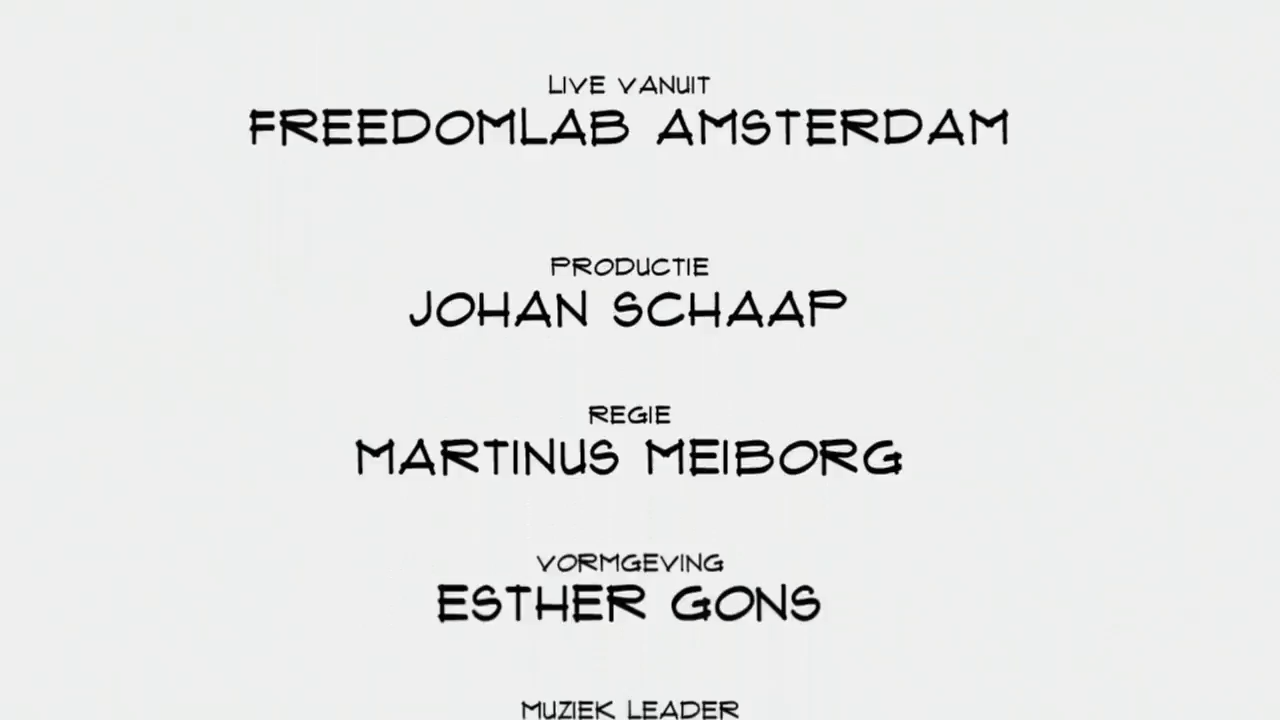 LIVE VANUIT
FREEDOMLAB AMSTERDAM
PRODUCTIE
JOHAN SCHAAP
REGIE
MARTINUS MEIBORG
VORMGEVING
ESTHER GONS
MUZIEK LEADER